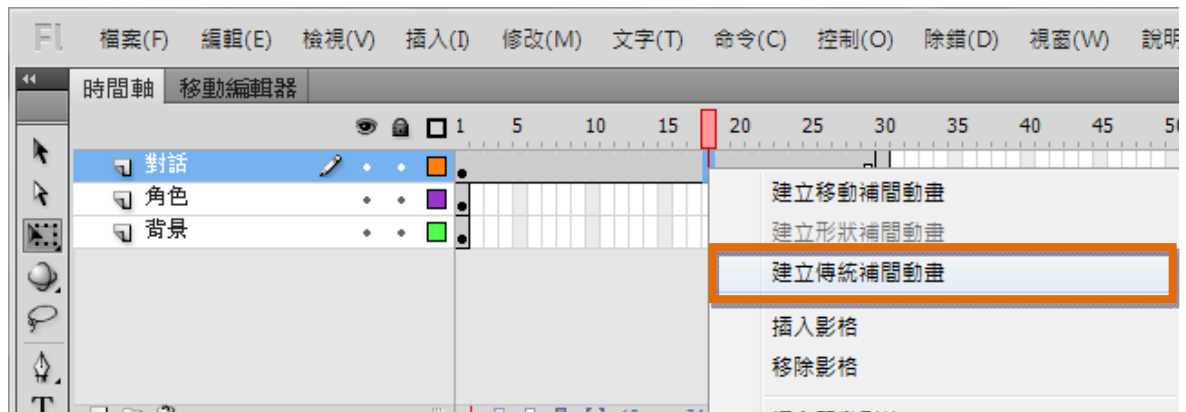 Fl 檔案(F) 編輯(E) 檢視(V) 插入(I) 修改(M) 文字(T) 命令(C) 控制(O) 除錯(D) 視窗(W) 說明
時間軸 移動編輯器
1 5 10 15 20 25 30 35 40 45 50
對話
角色
背景
建立移動補間動畫
建立形狀補間動畫
建立傳統補間動畫
插入影格
移除影格
T